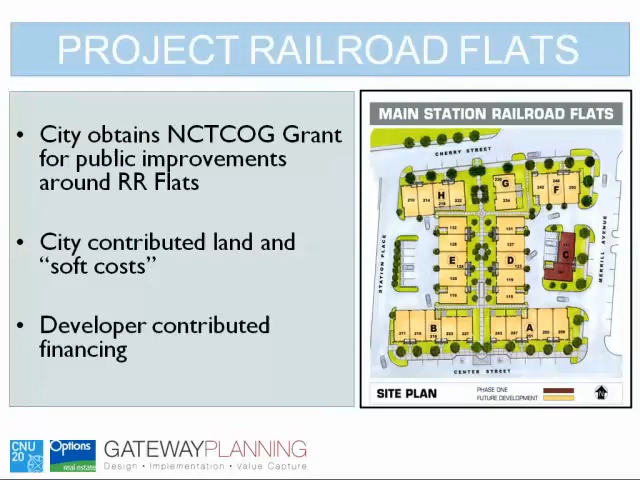 PROJECT RAILROAD FLATS
• City obtains NCTCOG Grant
for public improvements
around RR Flats
• City contributed land and
“soft costs”
• Developer contributed
financing
MAIN STATION RAILROAD FLATS
CHERRY STREET
STATION PLACE
MERRILL AVENUE
H
G
F
E
D
C
B
A
CENTER STREET
SITE PLAN
PHASE ONE
FUTURE DEVELOPMENT
N
CNU
20
Options
real estate
GATEWAYPLANNING
Design • Implementation • Value Capture